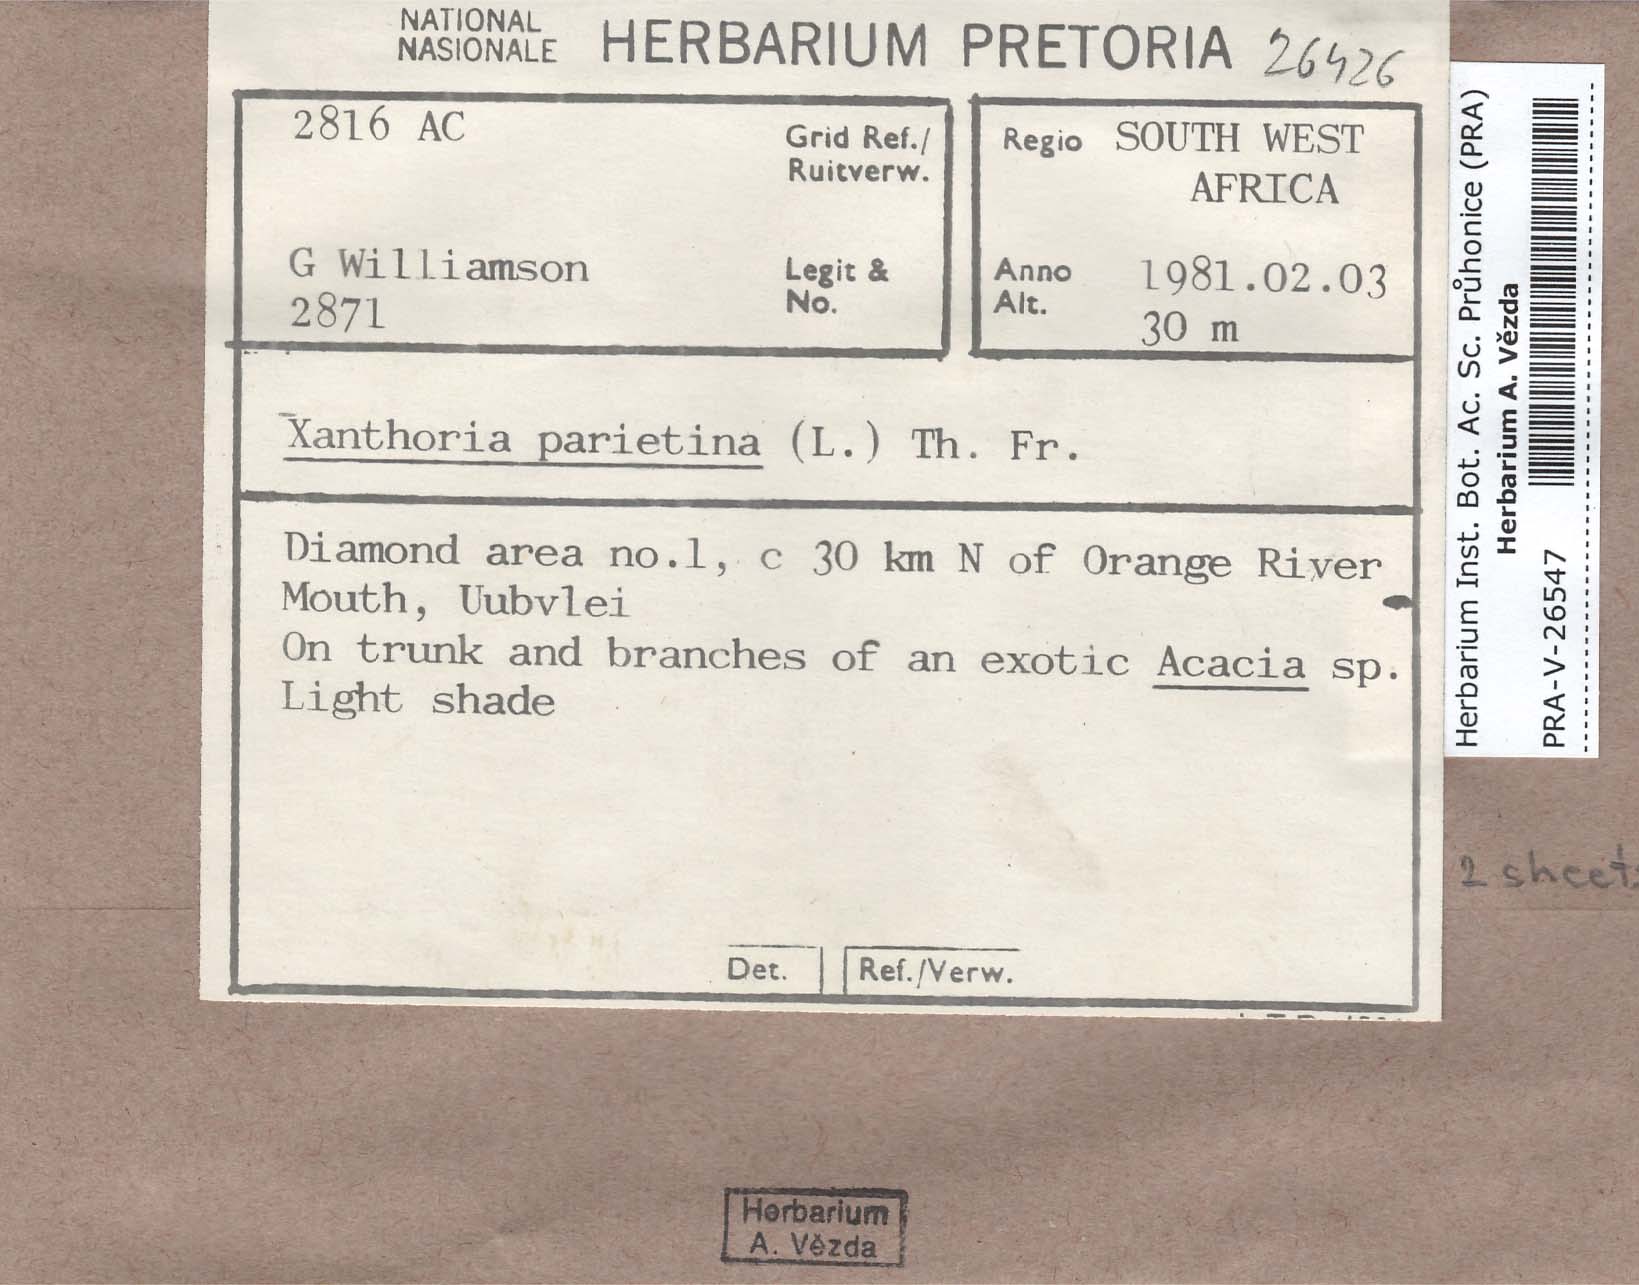 NATIONAL
NASIONALE
HERBARIUM PRETORIA 26426
2816 AC
Grid Ref./
Ruitverw.
G Williamson
2871
Legit &
No.
Regio SOUTH WEST
AFRICA
Anno 1981.02.03
Alt. 30 m
Xanthoria parietina (L.) Th. Fr.
Diamond area no.1, c 30 km N of Orange River
Mouth, Uubvlei
On trunk and branches of an exotic Acacia sp.
Light shade
Det.
Ref./Verw.
Herbarium Inst. Bot. Ac. Sc. Průhonice (PRA)
Herbarium A. Vězda
PRA-V-26547
2 sheets
Herbarium
A. Vězda